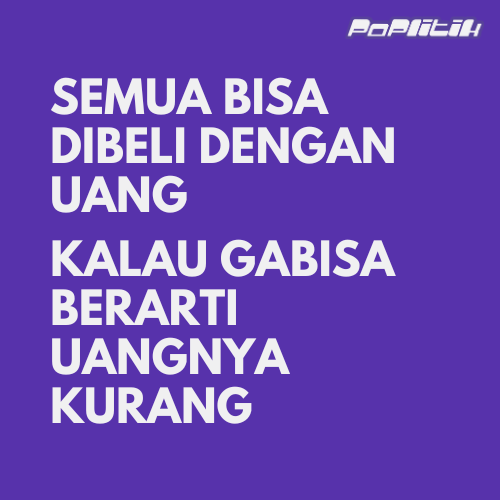 PoPlitik
SEMUA BISA
DIBELI DENGAN
UANG
KALAU GABISA
BERARTI
UANGNYA
KURANG